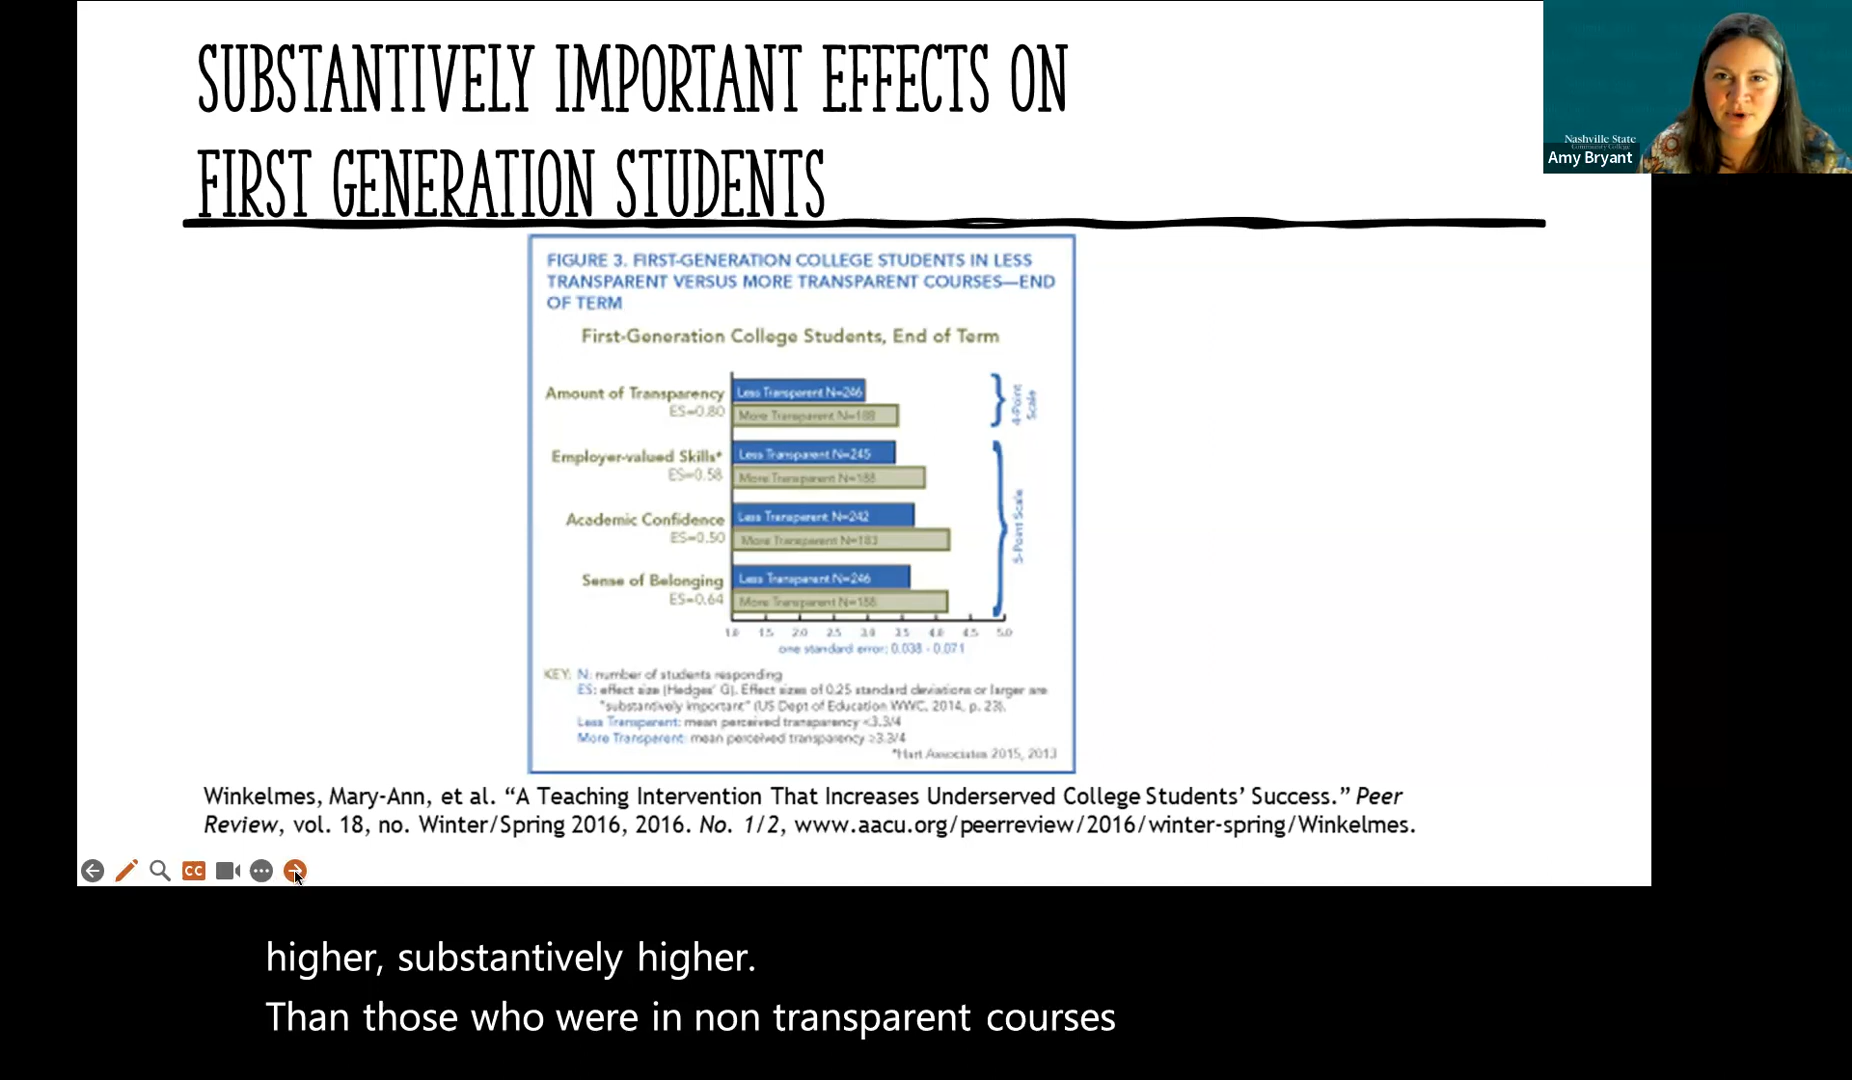 SUBSTANTIVELY IMPORTANT EFFECTS ON
FIRST GENERATION STUDENTS
Nashville State
Community College
Amy Bryant
FIGURE 3. FIRST-GENERATION COLLEGE STUDENTS IN LESS
TRANSPARENT VERSUS MORE TRANSPARENT COURSES—END
OF TERM
First-Generation College Students, End of Term
Amount of Transparency
ES=0.80
Less Transparent N=246
More Transparent N=188
4-Point
Scale
Employer-valued Skills*
ES=0.58
Less Transparent N=245
More Transparent N=188
Academic Confidence
ES=0.50
Less Transparent N=242
More Transparent N=183
5-Point Scale
Sense of Belonging
ES=0.64
Less Transparent N=246
More Transparent N=188
1.0 1.5 2.0 2.5 3.0 3.5 4.0 4.5 5.0
one standard error: 0.038 - 0.071
KEY: N: number of students responding
ES: effect size (Hedges' G). Effect sizes of 0.25 standard deviations or larger are
"substantively important" (US Dept of Education WWC, 2014, p. 23).
Less Transparent: mean perceived transparency <3.3/4
More Transparent: mean perceived transparency ≥3.3/4
*Hart Associates 2015, 2013
Winkelmes, Mary-Ann, et al. “A Teaching Intervention That Increases Underserved College Students’ Success.” Peer
Review, vol. 18, no. Winter/Spring 2016, 2016. No. 1/2, www.aacu.org/peerreview/2016/winter-spring/Winkelmes.
CC
higher, substantively higher.
Than those who were in non transparent courses